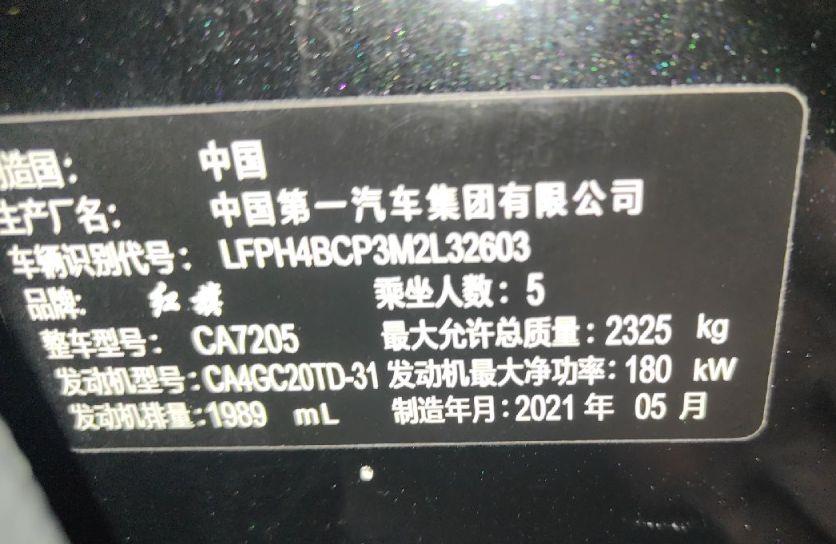 制造国：中国
生产厂名：中国第一汽车集团有限公司
车辆识别代号：LFPH4BCP3M2L32603
品牌：红旗 乘坐人数：5
整车型号：CA7205 最大允许总质量：2325 kg
发动机型号：CA4GC20TD-31 发动机最大净功率：180 kW
发动机排量：1989 mL 制造年月：2021 年 05 月